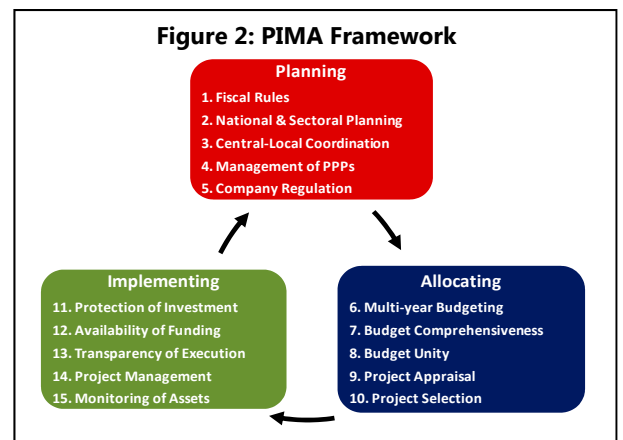 Figure 2: PIMA Framework
Planning
1. Fiscal Rules
2. National & Sectoral Planning
3. Central-Local Coordination
4. Management of PPPs
5. Company Regulation
Implementing
11. Protection of Investment
12. Availability of Funding
13. Transparency of Execution
14. Project Management
15. Monitoring of Assets
Allocating
6. Multi-year Budgeting
7. Budget Comprehensiveness
8. Budget Unity
9. Project Appraisal
10. Project Selection